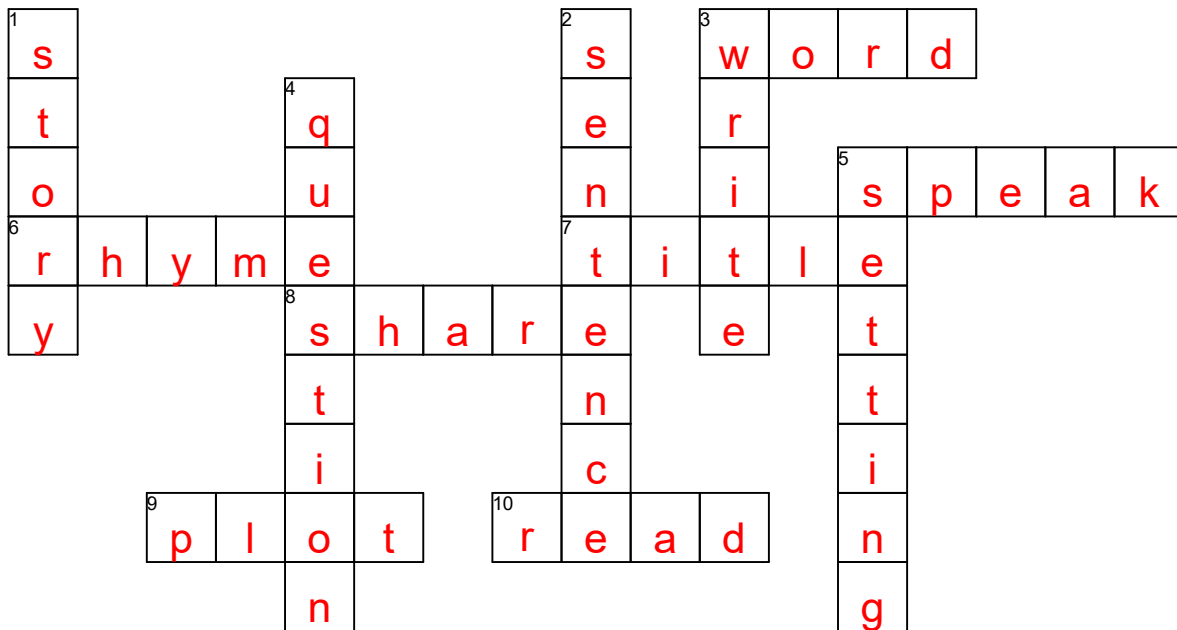 1 2 3
s s w o r d
4
t q e r
5
o u n i s p e a k
6 7
r h y m e t i t l e
8
y s h a r e e t
t n t
i c i
9 10
p l o t r e a d n
n g